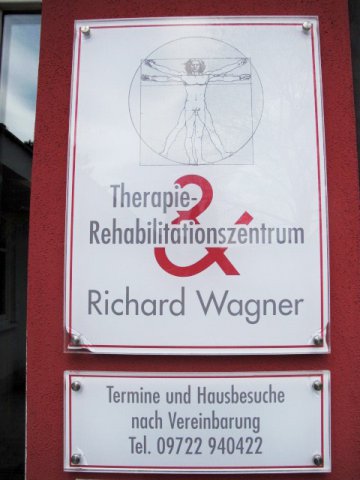 Therapie-
&
Rehabilitationszentrum
Richard Wagner
Termine und Hausbesuche
nach Vereinbarung
Tel. 09722 940422